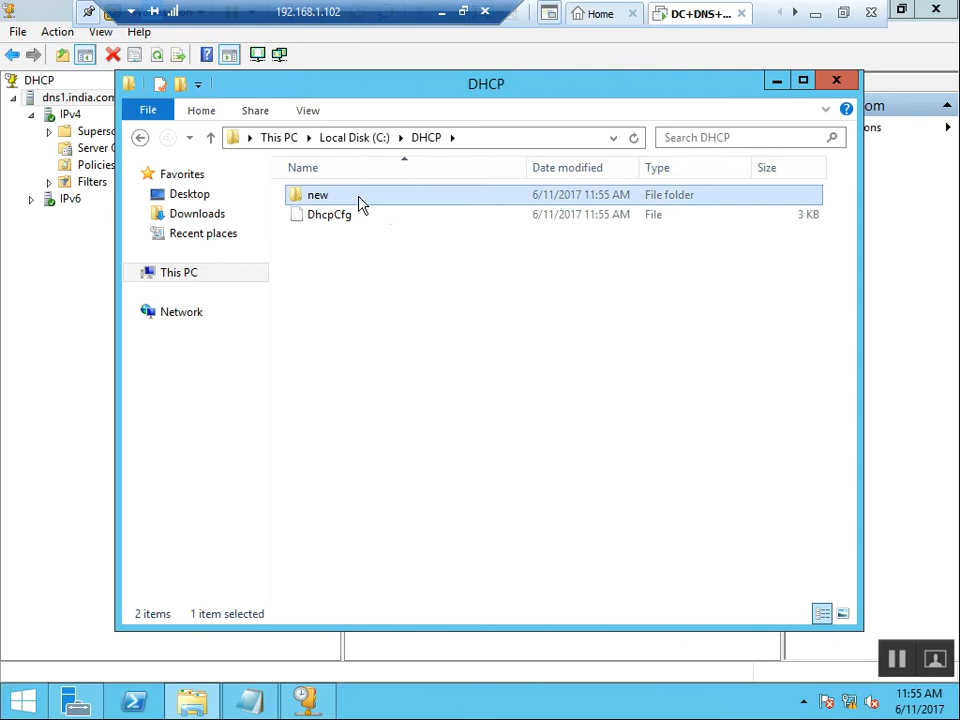 192.168.1.102
Home
DC+DNS+...
File Action View Help
DHCP
dns1.india.com
IPv4
Supersc
Server O
Policies
Filters
IPv6
om
ns
DHCP
File Home Share View
This PC Local Disk (C:) DHCP
Search DHCP
Name Date modified Type Size
Favorites
Desktop
Downloads
Recent places
This PC
Network
new 6/11/2017 11:55 AM File folder
DhcpCfg 6/11/2017 11:55 AM File 3 KB
2 items 1 item selected
11:55 AM
6/11/2017